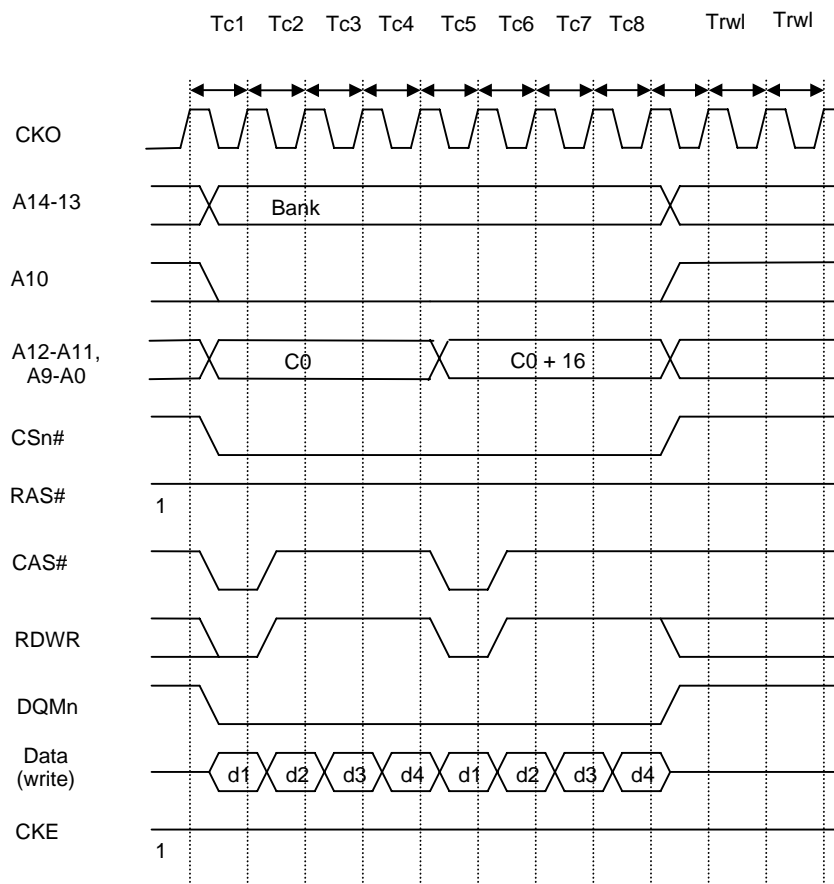 Tc1 Tc2 Tc3 Tc4 Tc5 Tc6 Tc7 Tc8 Trwl Trwl
CKO
A14-13
Bank
A10
A12-A11,
A9-A0
C0
C0 + 16
CSn#
RAS#
1
CAS#
RDWR
DQMn
Data
(write)
d1 d2 d3 d4 d1 d2 d3 d4
CKE
1